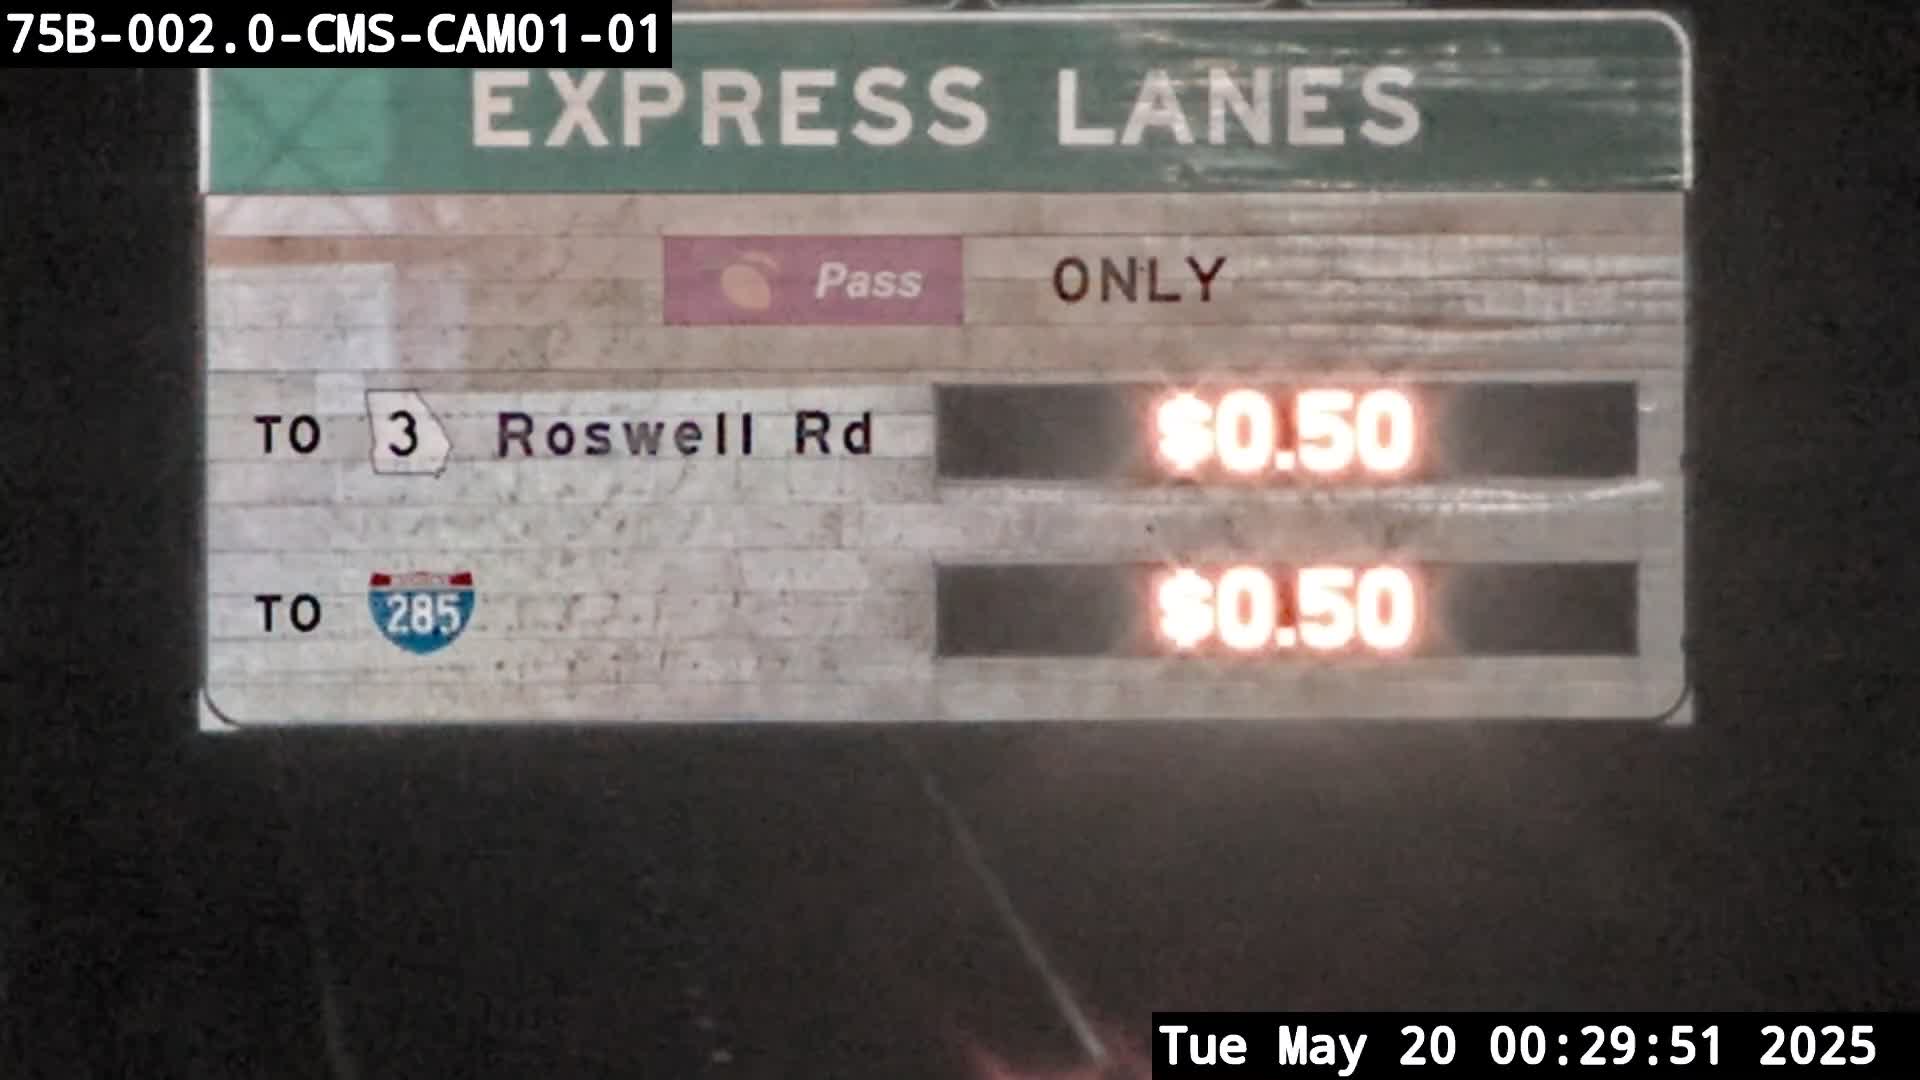 75B-002.0-CMS-CAM01-01
EXPRESS LANES
Pass ONLY
TO 3 Roswell Rd $0.50
TO 285 $0.50
Tue May 20 00:29:51 2025